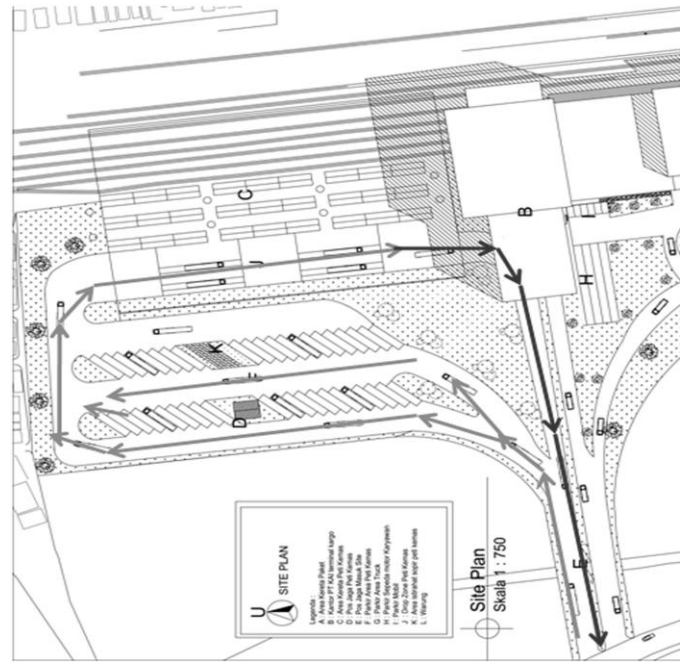 U
SITE PLAN
Legenda :
A : Area Kereta Paket
B : Kantor PT KAI terminal kargo
C : Area Kereta Peti Kemas
D : Pos Jaga Peti Kemas
E : Pos Jaga Masuk Site
F : Parkir Area Peti Kemas
G : Parkir Area Truck
H : Parkir Sepeda motor Karyawan
I : Parkir Mobil
J : Drop Zone Peti Kemas
K : Area istirahat sopir peti kemas
L : Warung
Site Plan
Skala 1 : 750
C
J
B
I
H
K
F
D
E